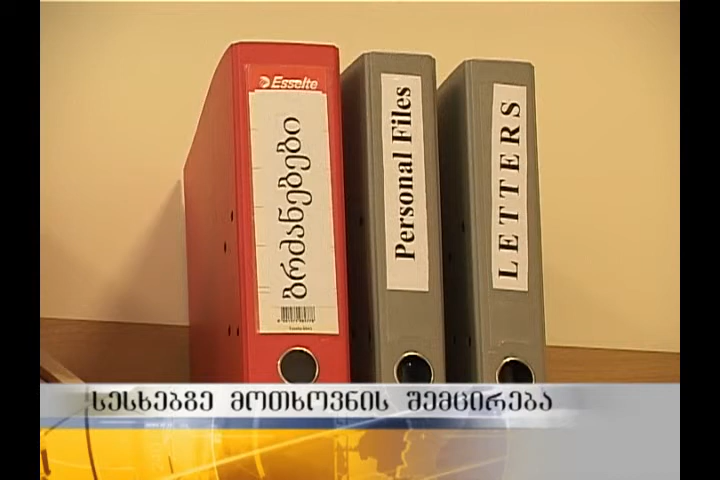 Esselte
ბრძანებები
Personal Files
LETTERS
სესხებზე მოთხოვნის შემცირება